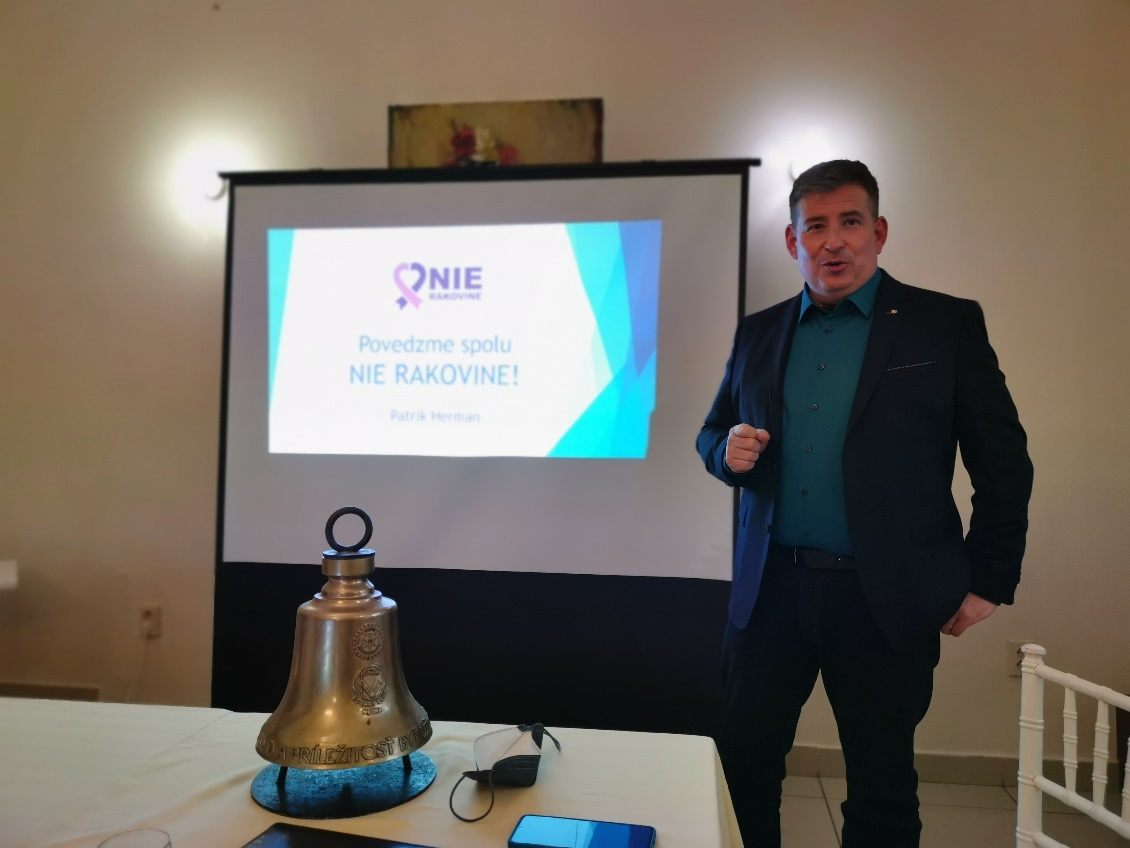 NIE
RAKOVINE
Povedzme spolu
NIE RAKOVINE!
Patrik Herman
A PRÍLEŽITOSŤ